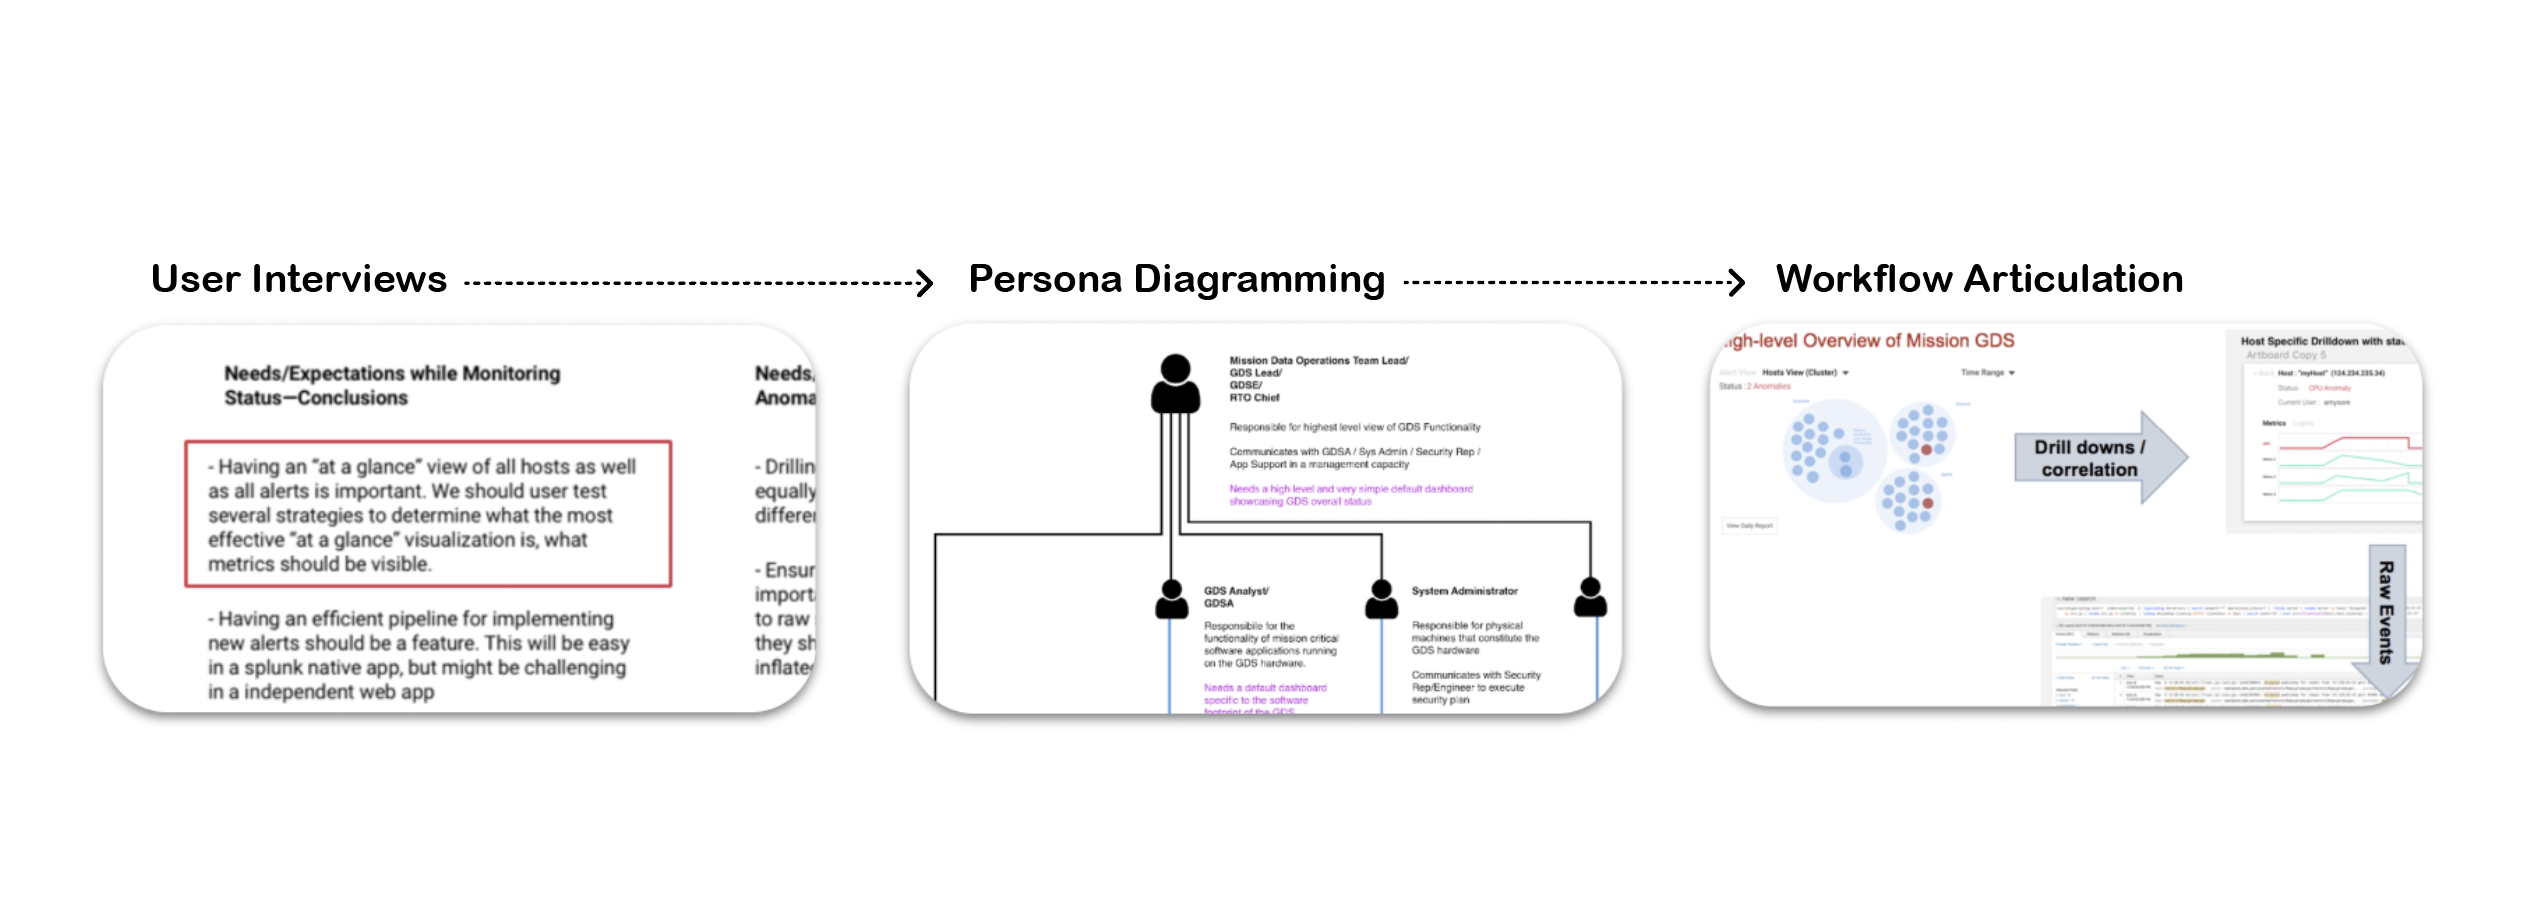 User Interviews
Persona Diagramming
Workflow Articulation
Needs/Expectations while Monitoring
Status—Conclusions
- Having an “at a glance” view of all hosts as well
as all alerts is important. We should user test
several strategies to determine what the most
effective “at a glance” visualization is, what
metrics should be visible.
- Having an efficient pipeline for implementing
new alerts should be a feature. This will be easy
in a splunk native app, but might be challenging
in a independent web app
Needs/
Anoma
- Drillin
equally
differe
- Ensur
importa
to raw
they sh
inflate
Mission Data Operations Team Lead/
GDS Lead/
GDSE/
RTO Chief
Responsible for highest level view of GDS Functionality
Communicates with GDSA / Sys Admin / Security Rep /
App Support in a management capacity
Needs a high level and very simple default dashboard
showcasing GDS overall status
GDS Analyst/
GDSA
Responsibile for the
functionality of mission critical
software applications running
on the GDS hardware.
Needs a default dashboard
specific to the software
footprint of the GDS
System Administrator
Responsible for physical
machines that constitute the
GDS hardware
Communicates with Security
Rep/Engineer to execute
security plan
igh-level Overview of Mission GDS
Alert View Hosts View (Cluster)
Time Range
Status : 2 Anomalies
View Daily Report
Drill downs /
correlation
Host Specific Drilldown with stat
Artboard Copy 5
< Back Host : "myHost" (124.234.235.34)
Status: CPU Anomaly
Current User : amysore
Metrics
Raw Events